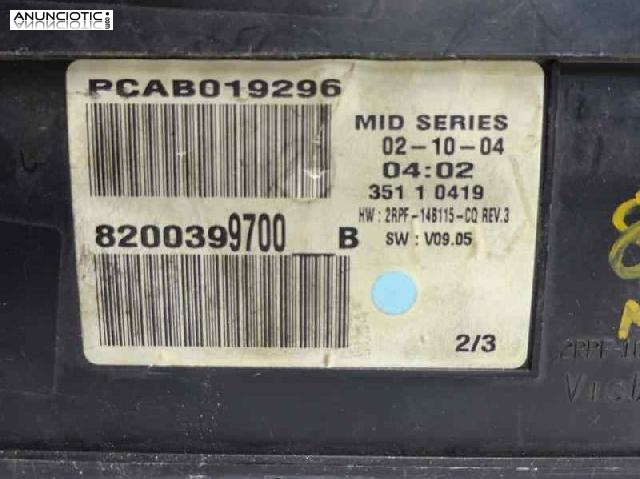 ANUNCIOTIC
.COM
PCAB019296
MID SERIES
02-10-04
04:02
351 1 0419
HW : 2RPF-14B115-CQ REV.3
SW : V09.05
8200399700 B
2/3